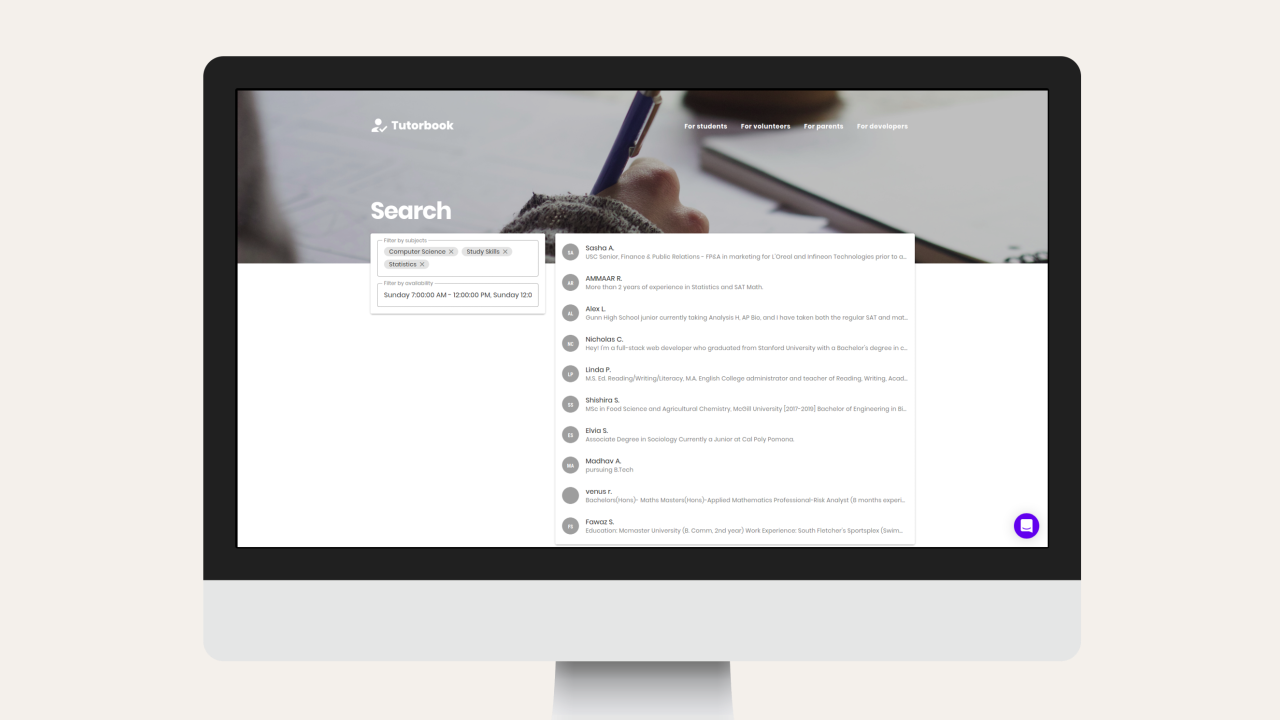 Tutorbook
For students For volunteers For parents For developers
Search
Filter by subjects
Computer Science × Study Skills ×
Statistics ×
Filter by availability
Sunday 7:00:00 AM - 12:00:00 PM, Sunday 12:0
SA
Sasha A.
USC Senior, Finance & Public Relations - FP&A in marketing for L'Oreal and Infineon Technologies prior to a...
AR
AMMAAR R.
More than 2 years of experience in Statistics and SAT Math.
AL
Alex L.
Gunn High School junior currently taking Analysis H, AP Bio, and I have taken both the regular SAT and mat...
NC
Nicholas C.
Hey! I'm a full-stack web developer who graduated from Stanford University with a Bachelor's degree in c...
LP
Linda P.
M.S. Ed, Reading/Writing/Literacy, M.A. English College administrator and teacher of Reading, Writing, Acad...
SS
Shishira S.
MSc in Food Science and Agricultural Chemistry, McGill University [2017-2019] Bachelor of Engineering in Bi...
ES
Elvia S.
Associate Degree in Sociology Currently a Junior at Cal Poly Pomona.
MA
Madhav A.
pursuing B.Tech
venus r.
Bachelors(Hons)- Maths Masters(Hons)-Applied Mathematics Professional-Risk Analyst (8 months experi...
FS
Fawaz S.
Education: Mcmaster University (B. Comm, 2nd year) Work Experience: South Fletcher's Sportsplex (Swim...